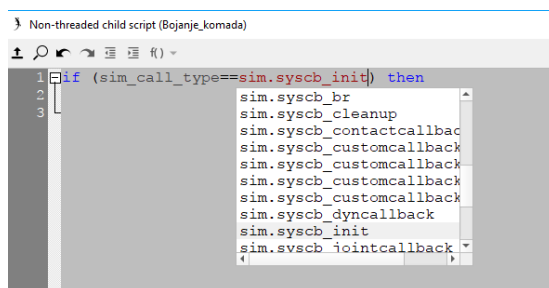 Non-threaded child script (Bojanje_komada)
f()
1 if (sim_call_type==sim.syscb_init) then
2
3
sim.syscb_br
sim.syscb_cleanup
sim.syscb_contactcallbac
sim.syscb_customcallback
sim.syscb_customcallback
sim.syscb_customcallback
sim.syscb_customcallback
sim.syscb_dyncallback
sim.syscb_init
sim.syscb_jointcallback